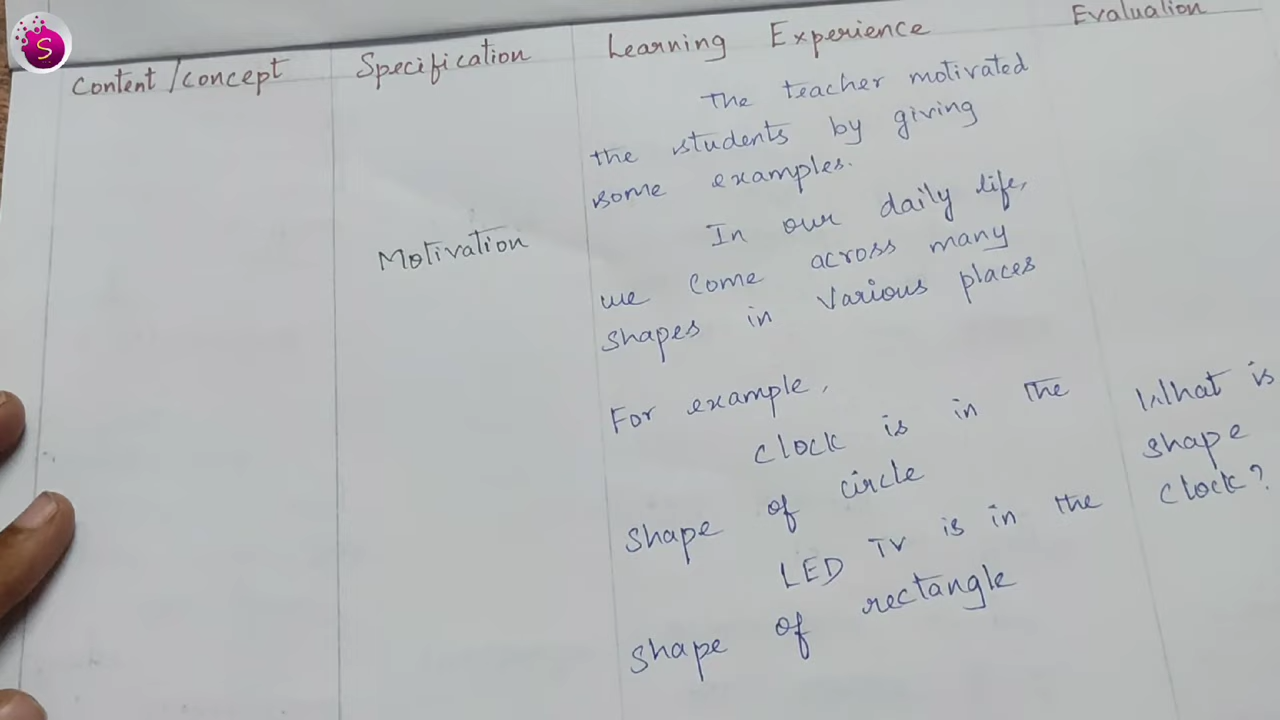 S
Content/concept
Specification
Learning Experience
Evaluation
Motivation
The teacher motivated
the students by giving
some examples.
In our daily life,
we come across many
shapes in various places
For example,
clock is in the
shape of circle
LED TV is in the
shape of rectangle
What is
shape
clock?